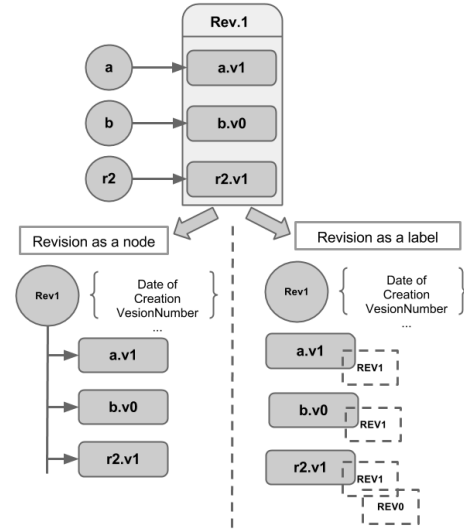 Rev.1
a
a.v1
b
b.v0
r2
r2.v1
Revision as a node
Rev1
Date of
Creation
VesionNumber
...
a.v1
b.v0
r2.v1
Revision as a label
Rev1
Date of
Creation
VesionNumber
...
a.v1
REV1
b.v0
REV1
r2.v1
REV1
REV0